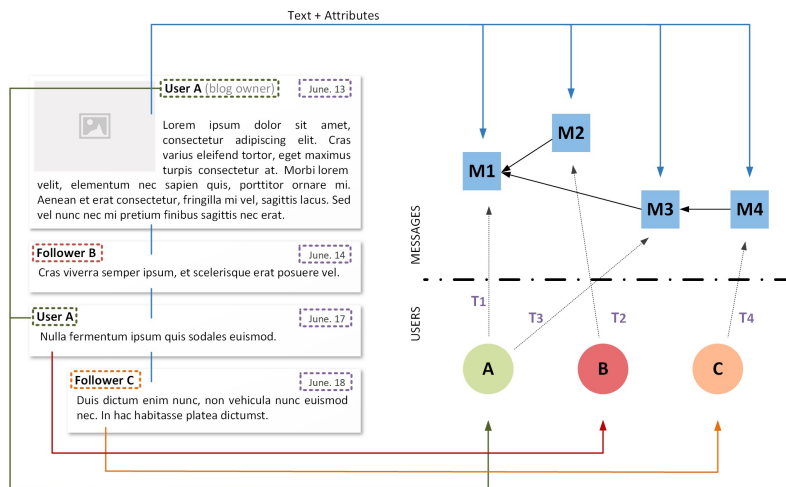 Text + Attributes
User A (blog owner)
June. 13
Lorem ipsum dolor sit amet,
consectetur adipiscing elit. Cras
varius eleifend tortor, eget maximus
turpis consectetur at. Morbi lorem
velit, elementum nec sapien quis, porttitor ornare mi.
Aenean et erat consectetur, fringilla mi vel, sagittis lacus. Sed
vel nunc nec mi pretium finibus sagittis nec erat.
Follower B
June. 14
Cras viverra semper ipsum, et scelerisque erat posuere vel.
User A
June. 17
Nulla fermentum ipsum quis sodales euismod.
Follower C
June. 18
Duis dictum enim nunc, non vehicula nunc euismod
nec. In hac habitasse platea dictumst.
MESSAGES
M2
M1
M3
M4
USERS
T1
T3
T2
T4
A
B
C